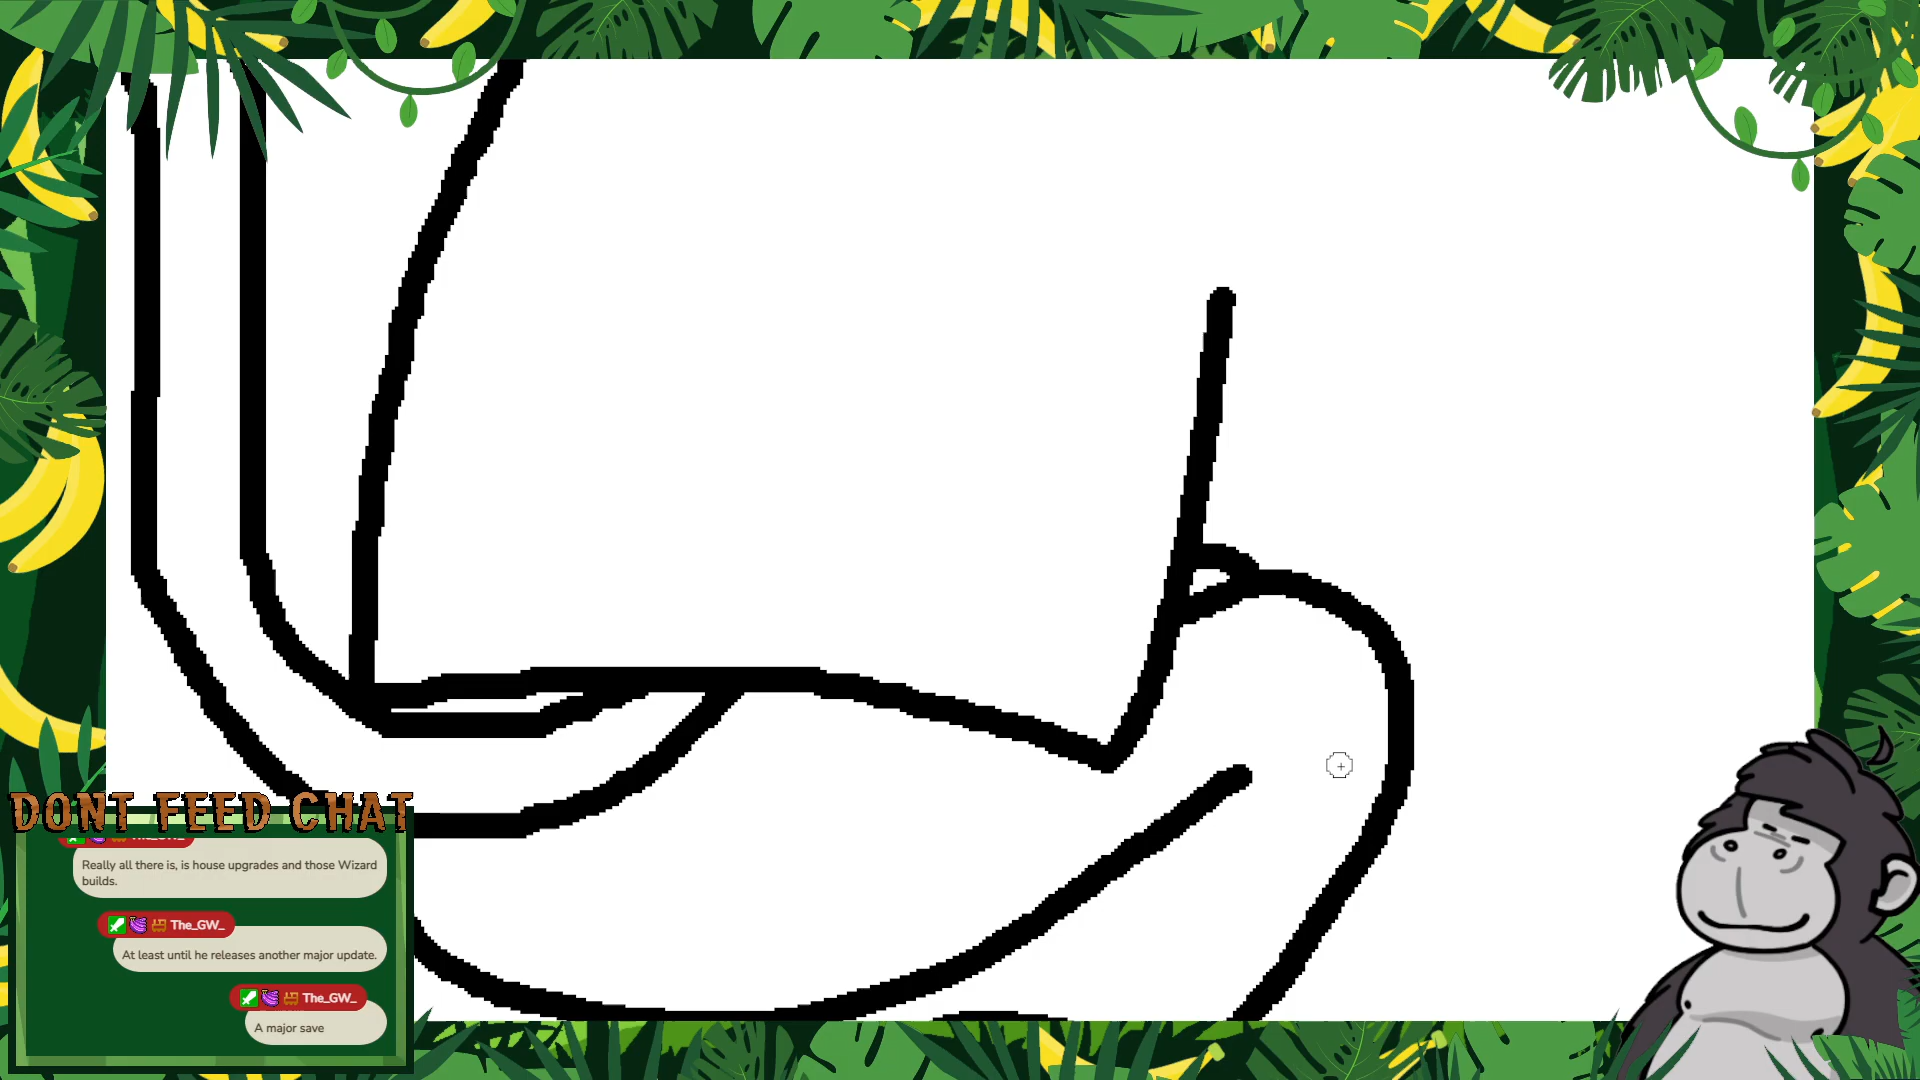 DONT FEED CHAT
The_GW_
Really all there is, is house upgrades and those Wizard
builds.
The_GW_
At least until he releases another major update.
The_GW_
A major save